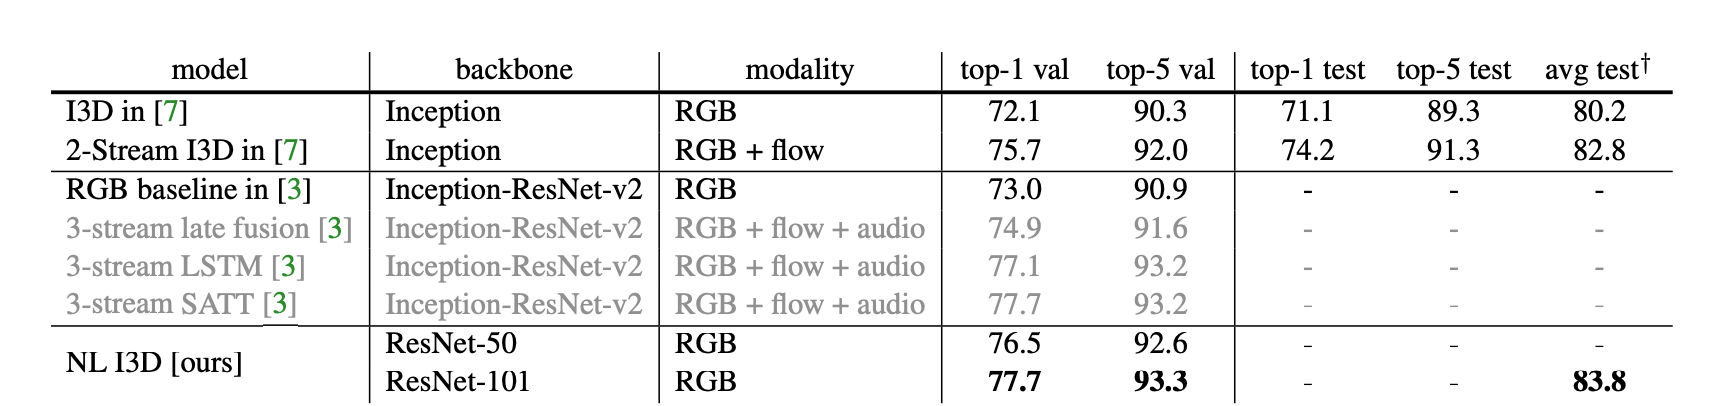 model backbone modality top-1 val top-5 val top-1 test top-5 test avg test†
I3D in [7] Inception RGB 72.1 90.3 71.1 89.3 80.2
2-Stream I3D in [7] Inception RGB + flow 75.7 92.0 74.2 91.3 82.8
RGB baseline in [3] Inception-ResNet-v2 RGB 73.0 90.9 - - -
3-stream late fusion [3] Inception-ResNet-v2 RGB + flow + audio 74.9 91.6 - - -
3-stream LSTM [3] Inception-ResNet-v2 RGB + flow + audio 77.1 93.2 - - -
3-stream SATT [3] Inception-ResNet-v2 RGB + flow + audio 77.7 93.2 - - -
NL I3D [ours] ResNet-50 RGB 76.5 92.6 - - -
ResNet-101 RGB 77.7 93.3 - - 83.8